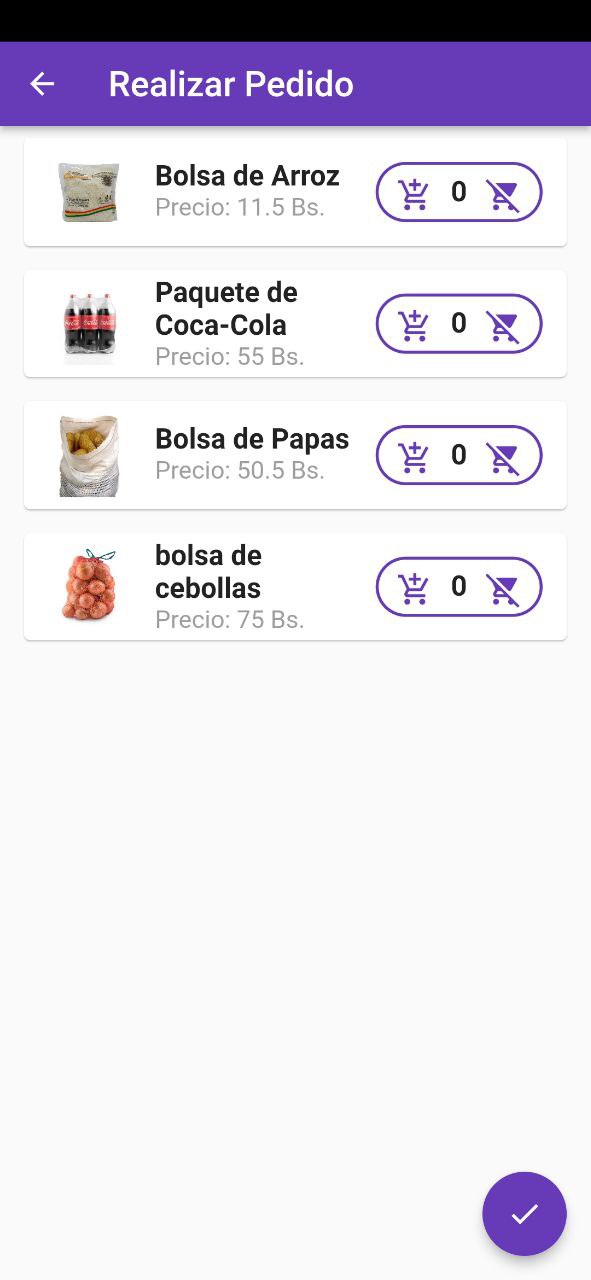 Realizar Pedido
Bolsa de Arroz
Precio: 11.5 Bs.
0
Paquete de
Coca-Cola
Precio: 55 Bs.
0
Bolsa de Papas
Precio: 50.5 Bs.
0
bolsa de
cebollas
Precio: 75 Bs.
0